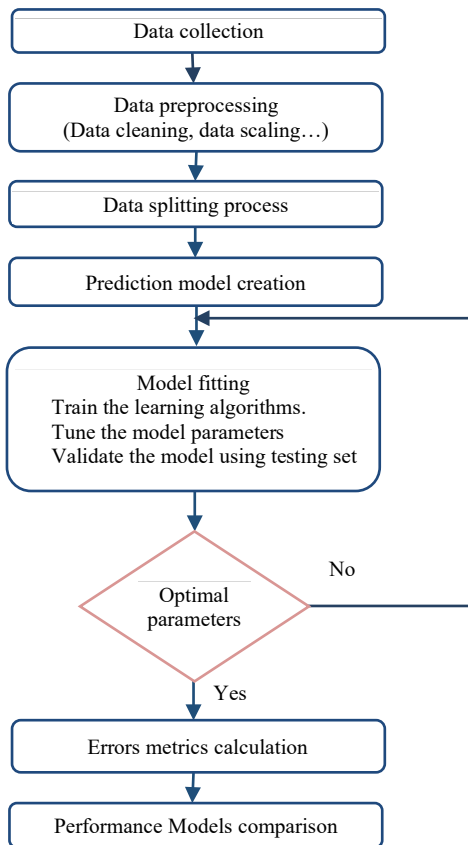 Data collection
Data preprocessing
(Data cleaning, data scaling…)
Data splitting process
Prediction model creation
Model fitting
Train the learning algorithms.
Tune the model parameters
Validate the model using testing set
No
Optimal
parameters
Yes
Errors metrics calculation
Performance Models comparison